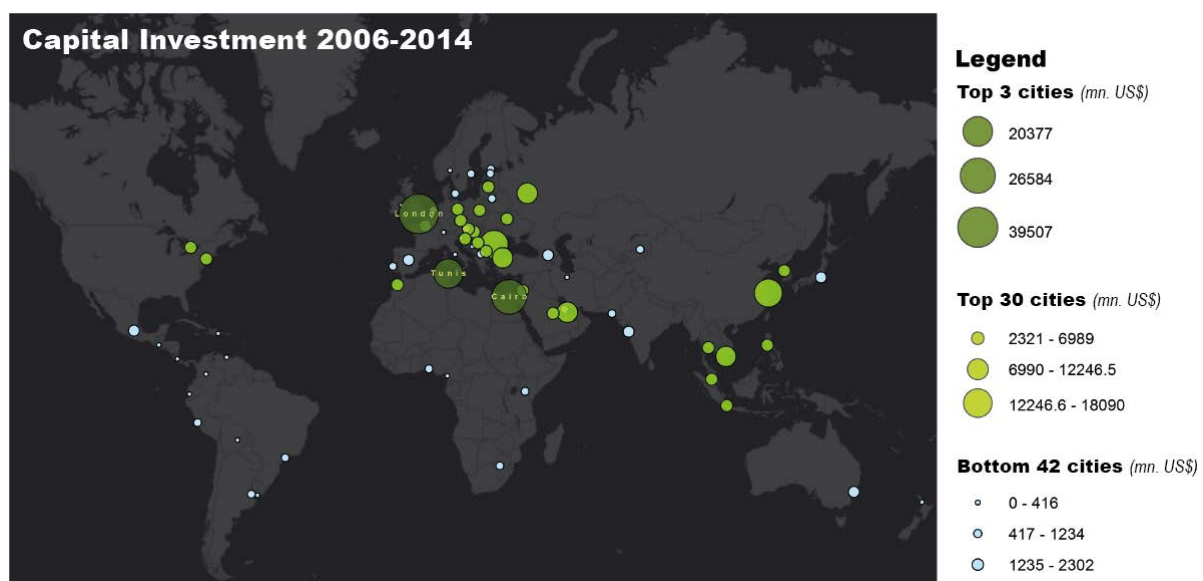 Capital Investment 2006-2014
London
Tunis
Cairo
Legend
Top 3 cities (mn. US$)
20377
26584
39507
Top 30 cities (mn. US$)
2321 - 6989
6990 - 12246.5
12246.6 - 18090
Bottom 42 cities (mn. US$)
0 - 416
417 - 1234
1235 - 2302